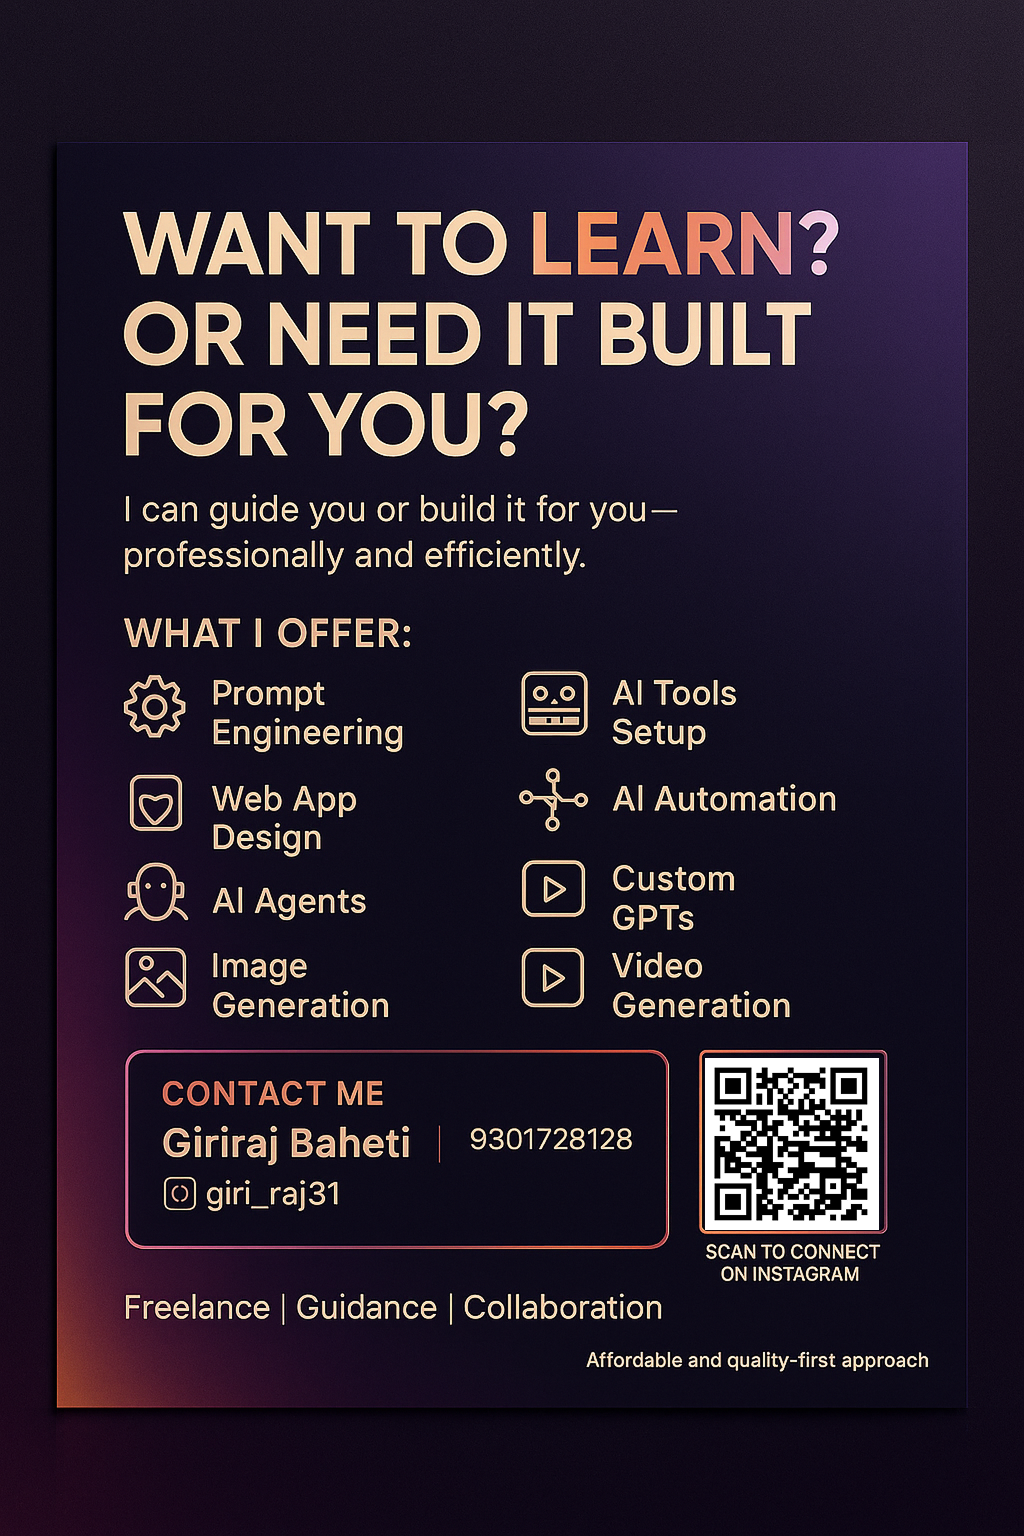 WANT TO LEARN?
OR NEED IT BUILT
FOR YOU?
I can guide you or build it for you—
professionally and efficiently.
WHAT I OFFER:
Prompt
Engineering
AI Tools
Setup
Web App
Design
AI Automation
AI Agents
Custom
GPTs
Image
Generation
Video
Generation
CONTACT ME
Giriraj Baheti | 9301728128
giri_raj31
SCAN TO CONNECT
ON INSTAGRAM
Freelance | Guidance | Collaboration
Affordable and quality-first approach